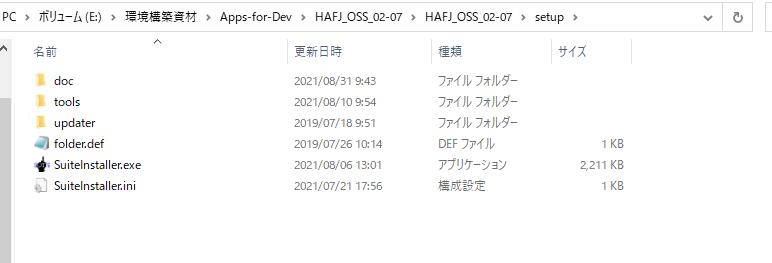 PC › ボリューム (E:) › 環境構築資材 › Apps-for-Dev › HAFJ_OSS_02-07 › HAFJ_OSS_02-07 › setup ›
名前 更新日時 種類 サイズ
doc 2021/08/31 9:43 ファイル フォルダー
tools 2021/08/10 9:54 ファイル フォルダー
updater 2019/07/18 9:51 ファイル フォルダー
folder.def 2019/07/26 10:14 DEF ファイル 1 KB
SuiteInstaller.exe 2021/08/06 13:01 アプリケーション 2,211 KB
SuiteInstaller.ini 2021/07/21 17:56 構成設定 1 KB